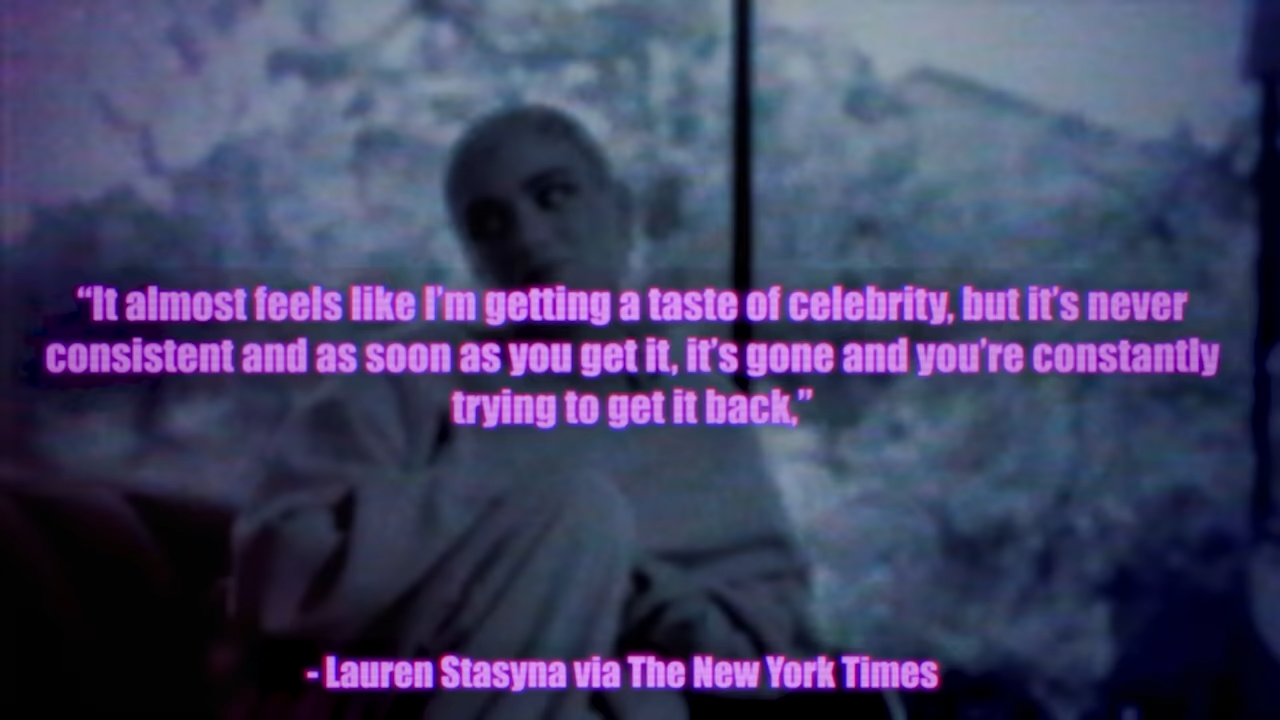 “It almost feels like I’m getting a taste of celebrity, but it’s never
consistent and as soon as you get it, it’s gone and you’re constantly
trying to get it back,”
- Lauren Stasyna via The New York Times